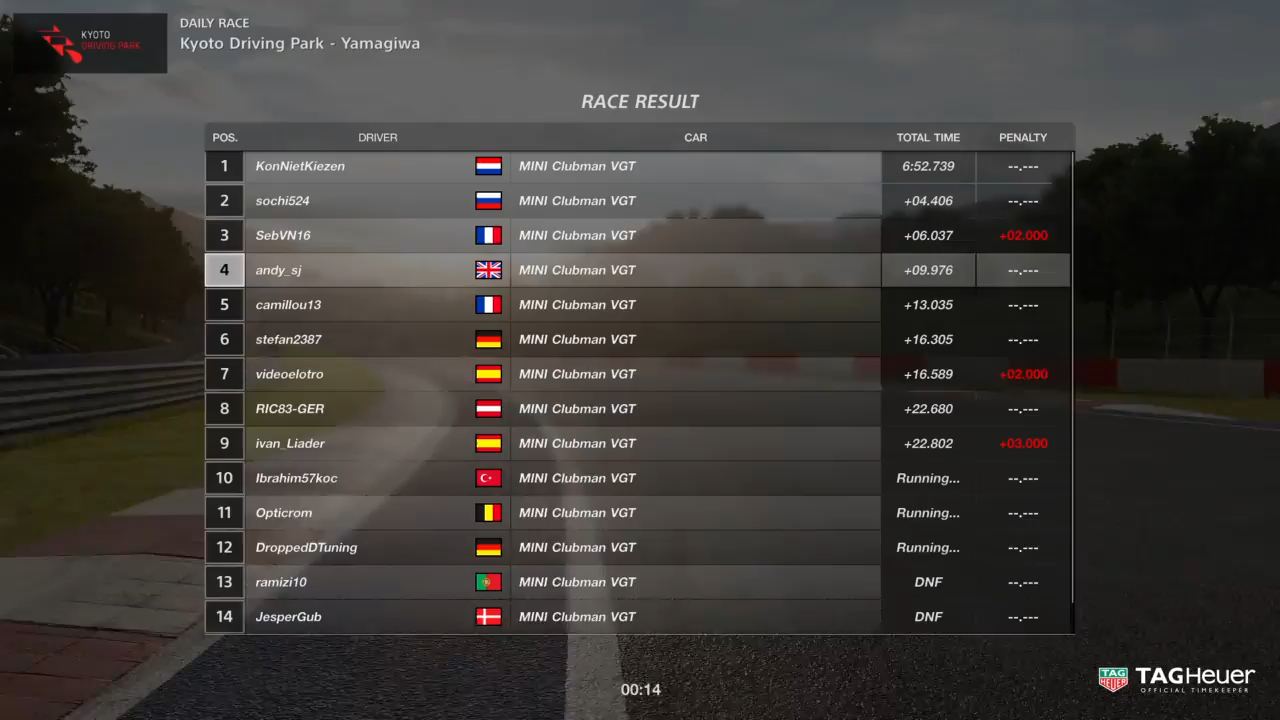 KYOTO
DRIVING PARK
DAILY RACE
Kyoto Driving Park - Yamagiwa
RACE RESULT
POS. DRIVER CAR TOTAL TIME PENALTY
1 KonNietKiezen MINI Clubman VGT 6:52.739 --.---
2 sochi524 MINI Clubman VGT +04.406 --.---
3 SebVN16 MINI Clubman VGT +06.037 +02.000
4 andy_sj MINI Clubman VGT +09.976 --.---
5 camillou13 MINI Clubman VGT +13.035 --.---
6 stefan2387 MINI Clubman VGT +16.305 --.---
7 videoelotro MINI Clubman VGT +16.589 +02.000
8 RIC83-GER MINI Clubman VGT +22.680 --.---
9 ivan_Liader MINI Clubman VGT +22.802 +03.000
10 Ibrahim57koc MINI Clubman VGT Running... --.---
11 Opticrom MINI Clubman VGT Running... --.---
12 DroppedDTuning MINI Clubman VGT Running... --.---
13 ramizi10 MINI Clubman VGT DNF --.---
14 JesperGub MINI Clubman VGT DNF --.---
00:14
TAG HEUER
TAGHeuer
OFFICIAL TIMEKEEPER